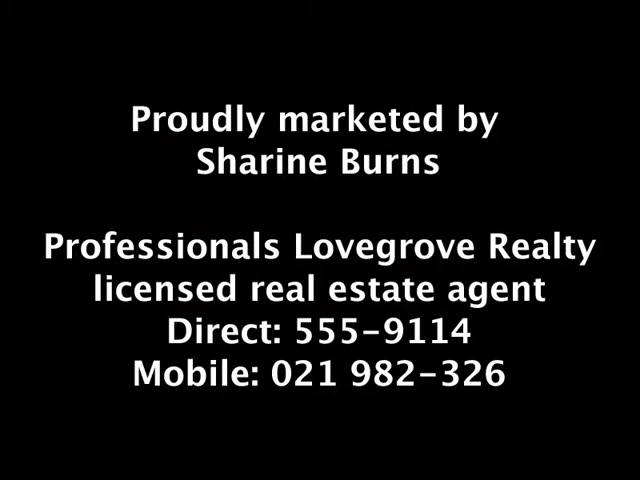 Proudly marketed by
Sharine Burns
Professionals Lovegrove Realty
licensed real estate agent
Direct: 555-9114
Mobile: 021 982-326